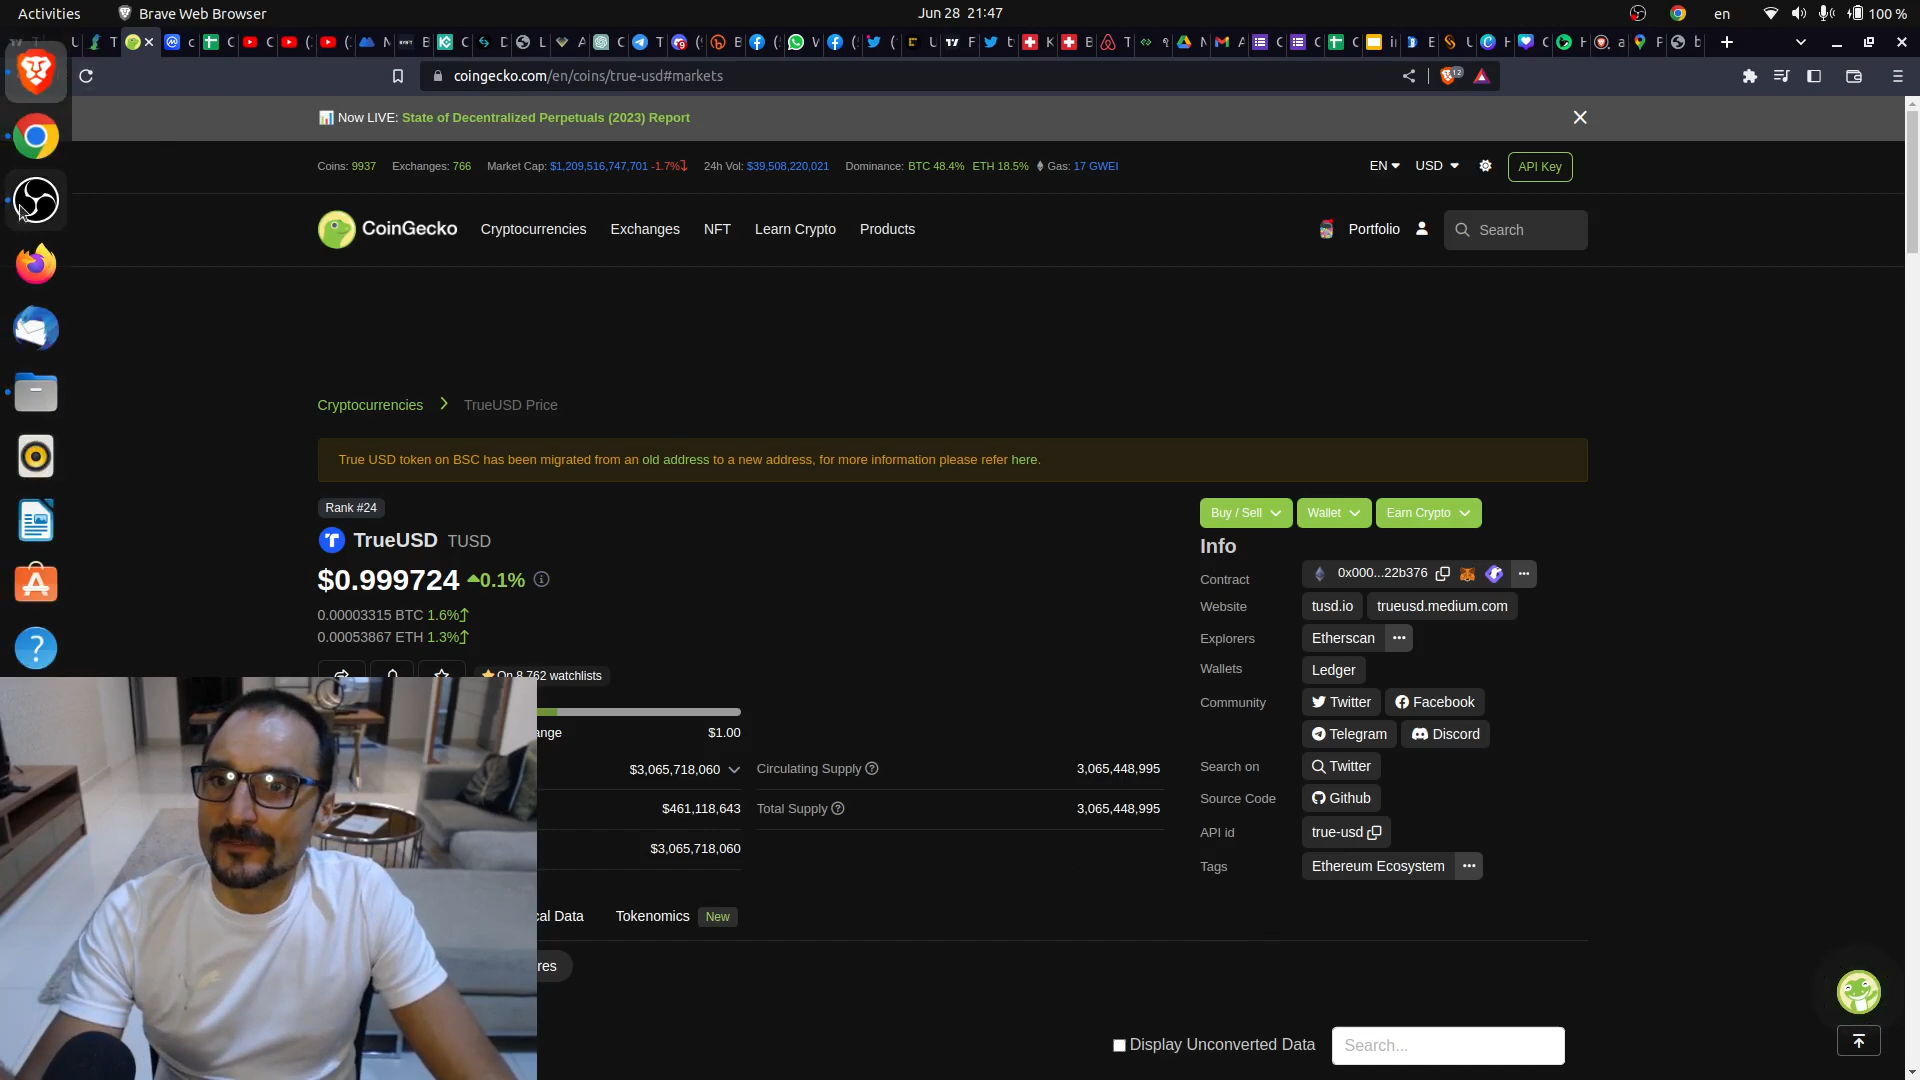 Activities
Brave Web Browser
Jun 28 21:47
en
100 %
coingecko.com/en/coins/true-usd#markets
12
Now LIVE: State of Decentralized Perpetuals (2023) Report
Coins: 9937
Exchanges: 766
Market Cap: $1,209,516,747,701 -1.7%
24h Vol: $39,508,220,021
Dominance: BTC 48.4% ETH 18.5%
Gas: 17 GWEI
EN
USD
API Key
CoinGecko
Cryptocurrencies
Exchanges
NFT
Learn Crypto
Products
Portfolio
Search
Cryptocurrencies
TrueUSD Price
True USD token on BSC has been migrated from an old address to a new address, for more information please refer here.
Rank #24
TrueUSD TUSD
$0.999724 0.1%
0.00003315 BTC 1.6%
0.00053867 ETH 1.3%
On 8,762 watchlists
ange
$1.00
$3,065,718,060
$461,118,643
$3,065,718,060
Circulating Supply
3,065,448,995
Total Supply
3,065,448,995
Buy / Sell
Wallet
Earn Crypto
Info
Contract
0x000...22b376
Website
tusd.io
trueusd.medium.com
Explorers
Etherscan
Wallets
Ledger
Community
Twitter
Facebook
Telegram
Discord
Search on
Twitter
Source Code
Github
API id
true-usd
Tags
Ethereum Ecosystem
cal Data
Tokenomics
New
res
Display Unconverted Data
Search...